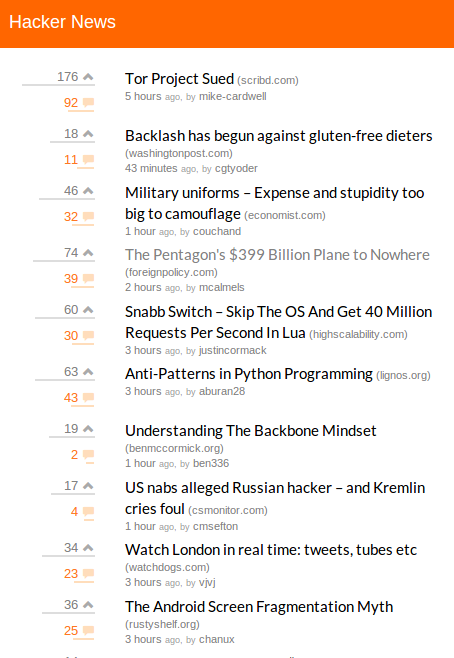 Hacker News
176 Tor Project Sued (scribd.com)
92 5 hours ago, by mike-cardwell
18 Backlash has begun against gluten-free dieters
(washingtonpost.com)
11 43 minutes ago, by cgtyoder
46 Military uniforms – Expense and stupidity too
32 big to camouflage (economist.com)
1 hour ago, by couchand
74 The Pentagon's $399 Billion Plane to Nowhere
(foreignpolicy.com)
39 2 hours ago, by mcalmels
60 Snabb Switch – Skip The OS And Get 40 Million
30 Requests Per Second In Lua (highscalability.com)
3 hours ago, by justincormack
63 Anti-Patterns in Python Programming (lignos.org)
43 3 hours ago, by aburan28
19 Understanding The Backbone Mindset
(benmccormick.org)
2 1 hour ago, by ben336
17 US nabs alleged Russian hacker – and Kremlin
4 cries foul (csmonitor.com)
1 hour ago, by cmsefton
34 Watch London in real time: tweets, tubes etc
(watchdogs.com)
23 3 hours ago, by vjvj
36 The Android Screen Fragmentation Myth
(rustyshelf.org)
25 3 hours ago, by chanux